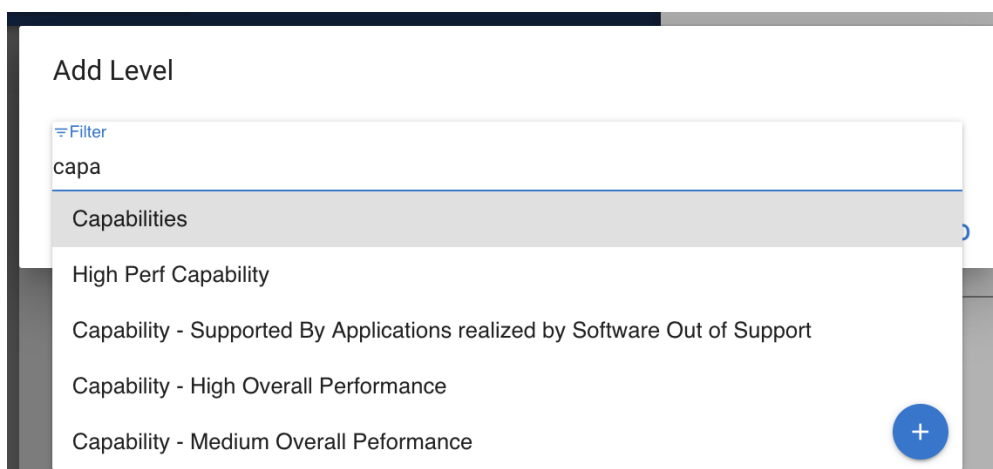 Add Level
Filter
capa
Capabilities
High Perf Capability
Capability - Supported By Applications realized by Software Out of Support
Capability - High Overall Performance
Capability - Medium Overall Peformance